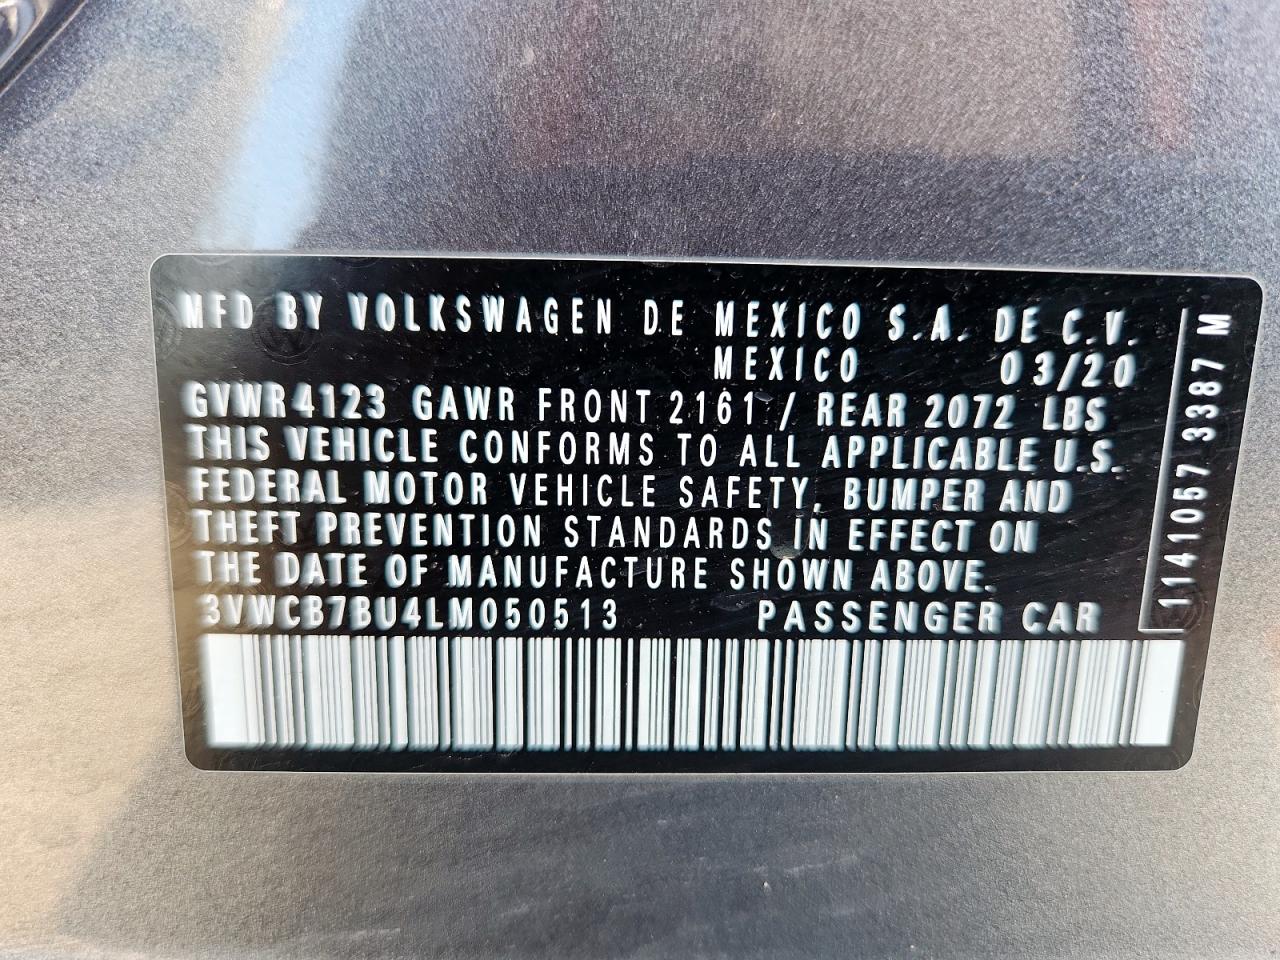 MFD BY VOLKSWAGEN DE MEXICO S.A. DE C.V.
MEXICO 03/20
GVWR4123 GAWR FRONT 2161 / REAR 2072 LBS
THIS VEHICLE CONFORMS TO ALL APPLICABLE U.S.
FEDERAL MOTOR VEHICLE SAFETY, BUMPER AND
THEFT PREVENTION STANDARDS IN EFFECT ON
THE DATE OF MANUFACTURE SHOWN ABOVE.
3VWCB7BU4LM050513 PASSENGER CAR
1141057 3387 M